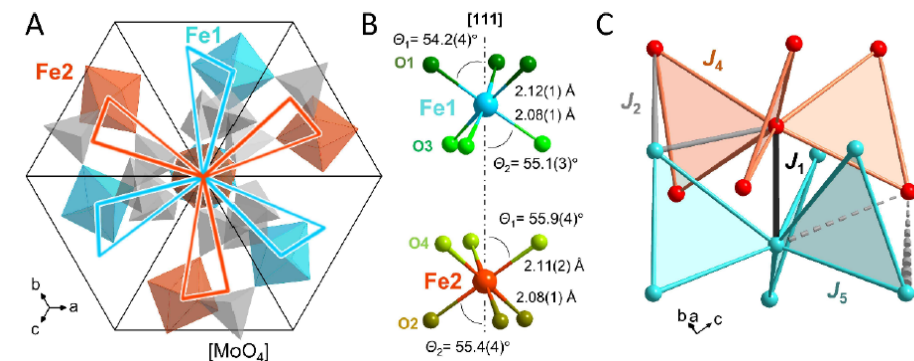 A
Fe1
Fe2
b
a
c
[MoO₄]
B
[111]
Θ₁= 54.2(4)°
O1
Fe1
2.12(1) Å
2.08(1) Å
O3
Θ₂= 55.1(3)°
Θ₁= 55.9(4)°
O4
Fe2
2.11(2) Å
2.08(1) Å
O2
Θ₂= 55.4(4)°
C
J₄
J₂
J₁
J₅
b a c